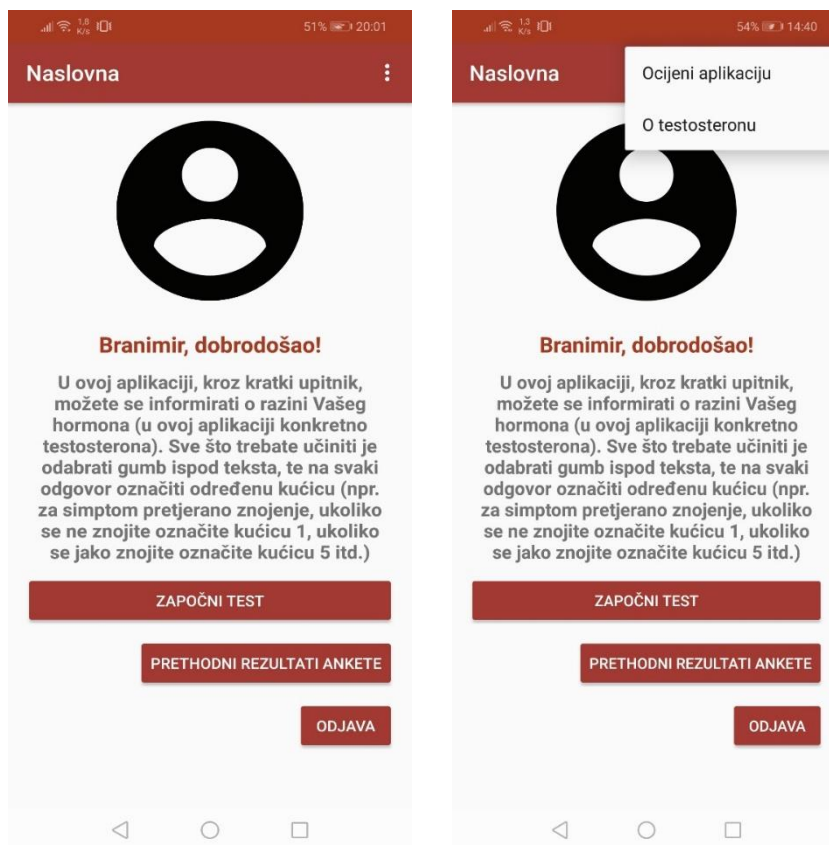 1,8
K/s
51%
20:01
Naslovna
Branimir, dobrodošao!
U ovoj aplikaciji, kroz kratki upitnik,
možete se informirati o razini Vašeg
hormona (u ovoj aplikaciji konkretno
testosterona). Sve što trebate učiniti je
odabrati gumb ispod teksta, te na svaki
odgovor označiti određenu kućicu (npr.
za simptom pretjerano znojenje, ukoliko
se ne znojite označite kućicu 1, ukoliko
se jako znojite označite kućicu 5 itd.)
ZAPOČNI TEST
PRETHODNI REZULTATI ANKETE
ODJAVA
1,3
K/s
54%
14:40
Naslovna
Ocijeni aplikaciju
O testosteronu
Branimir, dobrodošao!
U ovoj aplikaciji, kroz kratki upitnik,
možete se informirati o razini Vašeg
hormona (u ovoj aplikaciji konkretno
testosterona). Sve što trebate učiniti je
odabrati gumb ispod teksta, te na svaki
odgovor označiti određenu kućicu (npr.
za simptom pretjerano znojenje, ukoliko
se ne znojite označite kućicu 1, ukoliko
se jako znojite označite kućicu 5 itd.)
ZAPOČNI TEST
PRETHODNI REZULTATI ANKETE
ODJAVA